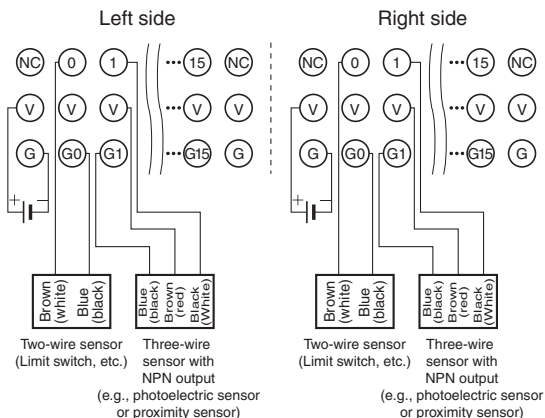 Left side
Right side
NC 0 1 ••• 15 NC
NC 0 1 ••• 15 NC
V V V ••• V V
V V V ••• V V
G G0 G1 ••• G15 G
G G0 G1 ••• G15 G
+ −
+ −
Brown
(white)
Blue
(black)
Blue
(black)
Brown
(red)
Black
(White)
Brown
(white)
Blue
(black)
Blue
(black)
Brown
(red)
Black
(White)
Two-wire sensor
(Limit switch, etc.)
Three-wire
sensor with
NPN output
(e.g., photoelectric sensor
or proximity sensor)
Two-wire sensor
(Limit switch, etc.)
Three-wire
sensor with
NPN output
(e.g., photoelectric sensor
or proximity sensor)